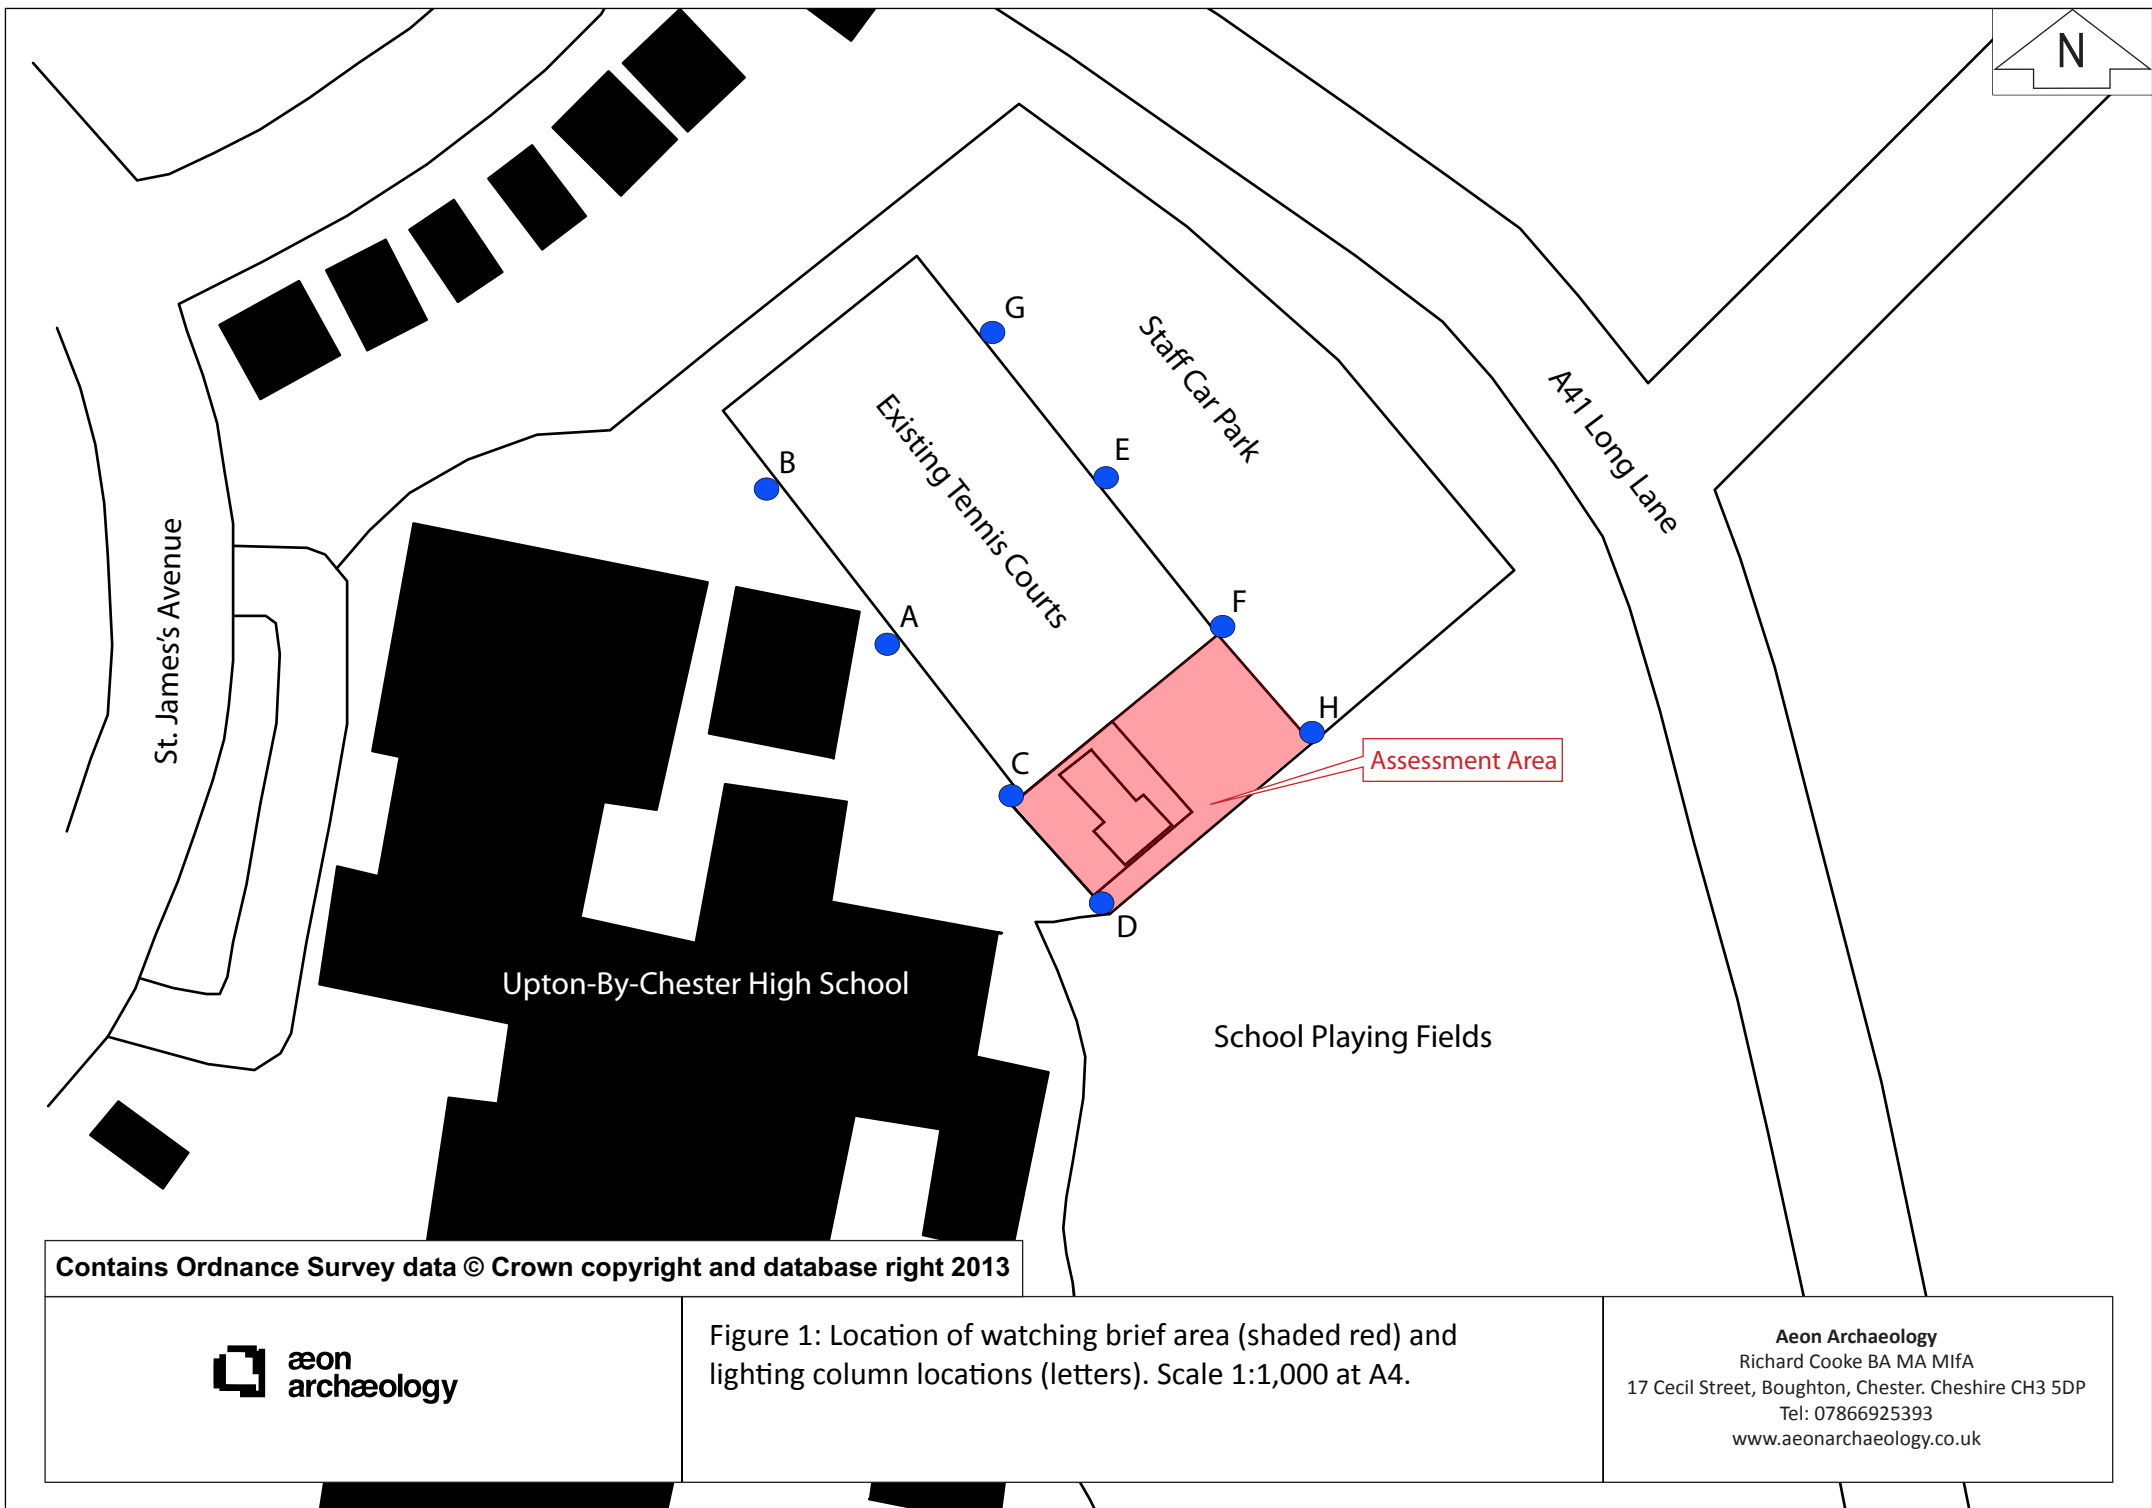 N
G
Staff Car Park
A41 Long Lane
Existing Tennis Courts
B
E
St. James's Avenue
A
F
H
C
Assessment Area
D
Upton-By-Chester High School
School Playing Fields
Contains Ordnance Survey data © Crown copyright and database right 2013
æon
archæology
Figure 1: Location of watching brief area (shaded red) and
lighting column locations (letters). Scale 1:1,000 at A4.
Aeon Archaeology
Richard Cooke BA MA MIfA
17 Cecil Street, Boughton, Chester. Cheshire CH3 5DP
Tel: 07866925393
www.aeonarchaeology.co.uk